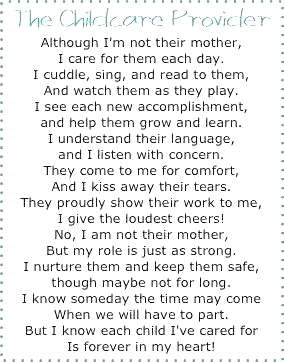 The Childcare Provider
Although I'm not their mother,
I care for them each day.
I cuddle, sing, and read to them,
And watch them as they play.
I see each new accomplishment,
and help them grow and learn.
I understand their language,
and I listen with concern.
They come to me for comfort,
And I kiss away their tears.
They proudly show their work to me,
I give the loudest cheers!
No, I am not their mother,
But my role is just as strong.
I nurture them and keep them safe,
though maybe not for long.
I know someday the time may come
When we will have to part.
But I know each child I've cared for
Is forever in my heart!